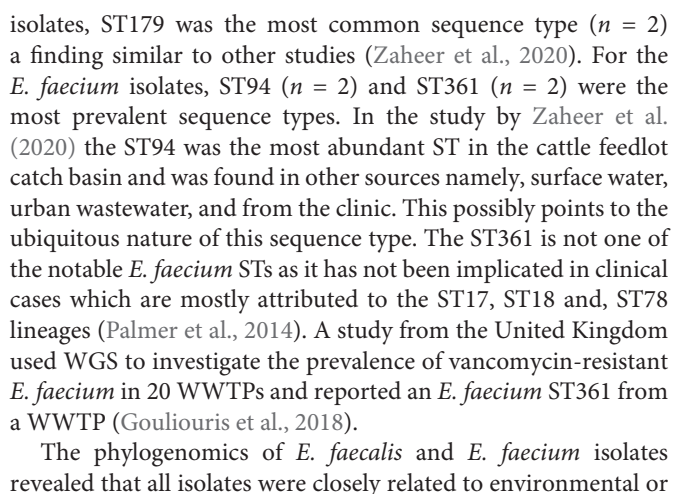 isolates, ST179 was the most common sequence type (n = 2)
a finding similar to other studies (Zaheer et al., 2020). For the
E. faecium isolates, ST94 (n = 2) and ST361 (n = 2) were the
most prevalent sequence types. In the study by Zaheer et al.
(2020) the ST94 was the most abundant ST in the cattle feedlot
catch basin and was found in other sources namely, surface water,
urban wastewater, and from the clinic. This possibly points to the
ubiquitous nature of this sequence type. The ST361 is not one of
the notable E. faecium STs as it has not been implicated in clinical
cases which are mostly attributed to the ST17, ST18 and, ST78
lineages (Palmer et al., 2014). A study from the United Kingdom
used WGS to investigate the prevalence of vancomycin-resistant
E. faecium in 20 WWTPs and reported an E. faecium ST361 from
a WWTP (Gouliouris et al., 2018).
The phylogenomics of E. faecalis and E. faecium isolates
revealed that all isolates were closely related to environmental or